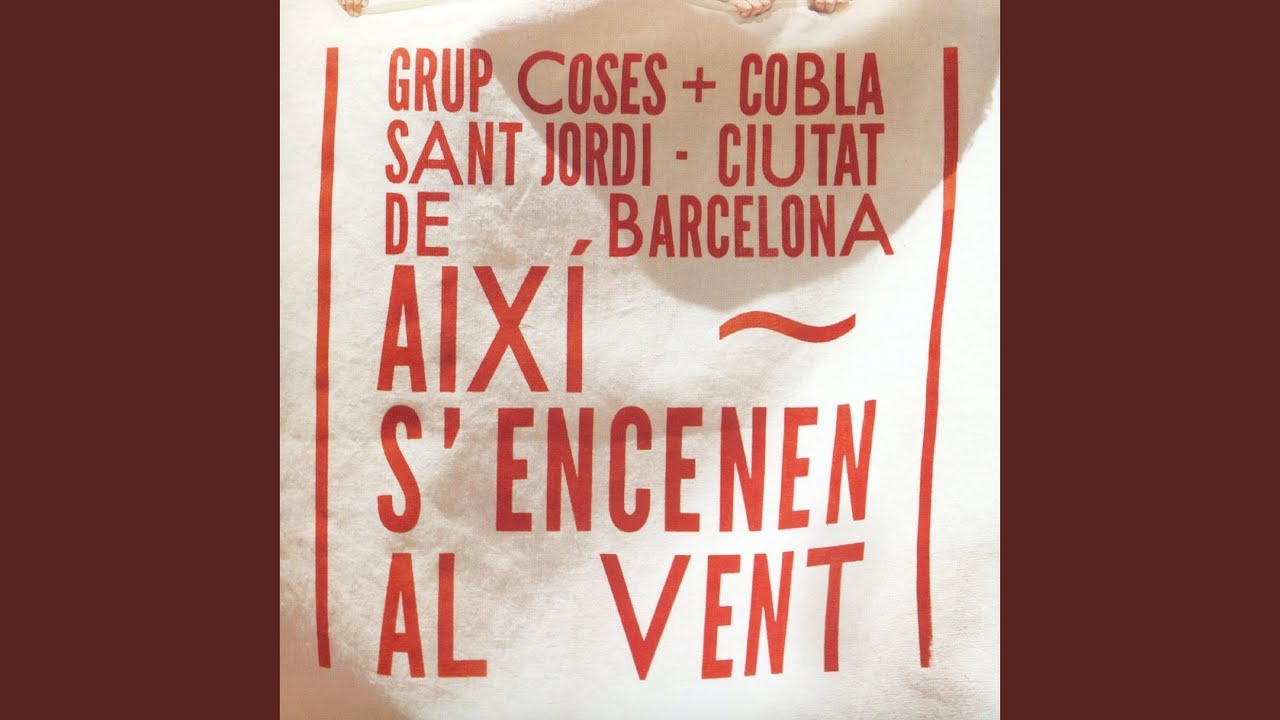 GRUP COSES + COBLA
SANT JORDI - CIUTAT
DE BARCELONA
AIXÍ ~
S'ENCENEN
AL VENT